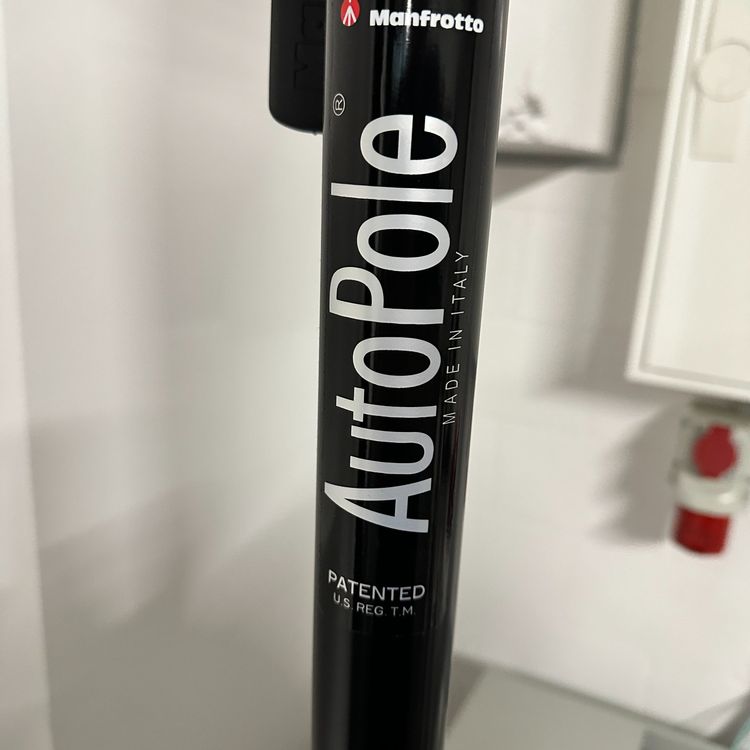 Manfrotto
AutoPole®
MADE IN ITALY
PATENTED
U.S. REG. T.M.